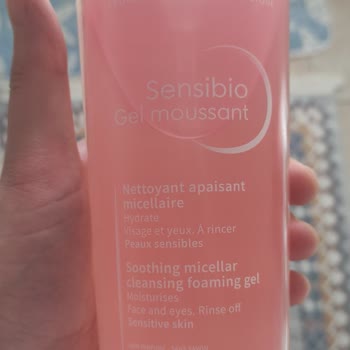 Sensibio
Gel moussant
Nettoyant apaisant
micellaire
Hydrate
Visage et yeux. À rincer
Peaux sensibles
Soothing micellar
cleansing foaming gel
Moisturises
Face and eyes. Rinse off
Sensitive skin